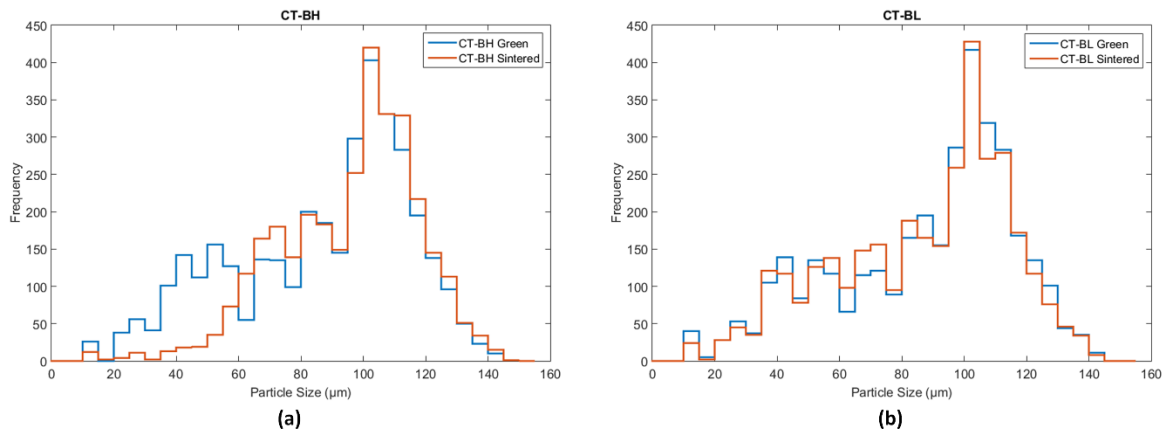 CT-BH
450
400
350
300
250
200
150
100
50
0
Frequency
CT-BH Green
CT-BH Sintered
0 20 40 60 80 100 120 140 160
Particle Size (µm)
(a)
CT-BL
450
400
350
300
250
200
150
100
50
0
Frequency
CT-BL Green
CT-BL Sintered
0 20 40 60 80 100 120 140 160
Particle Size (µm)
(b)